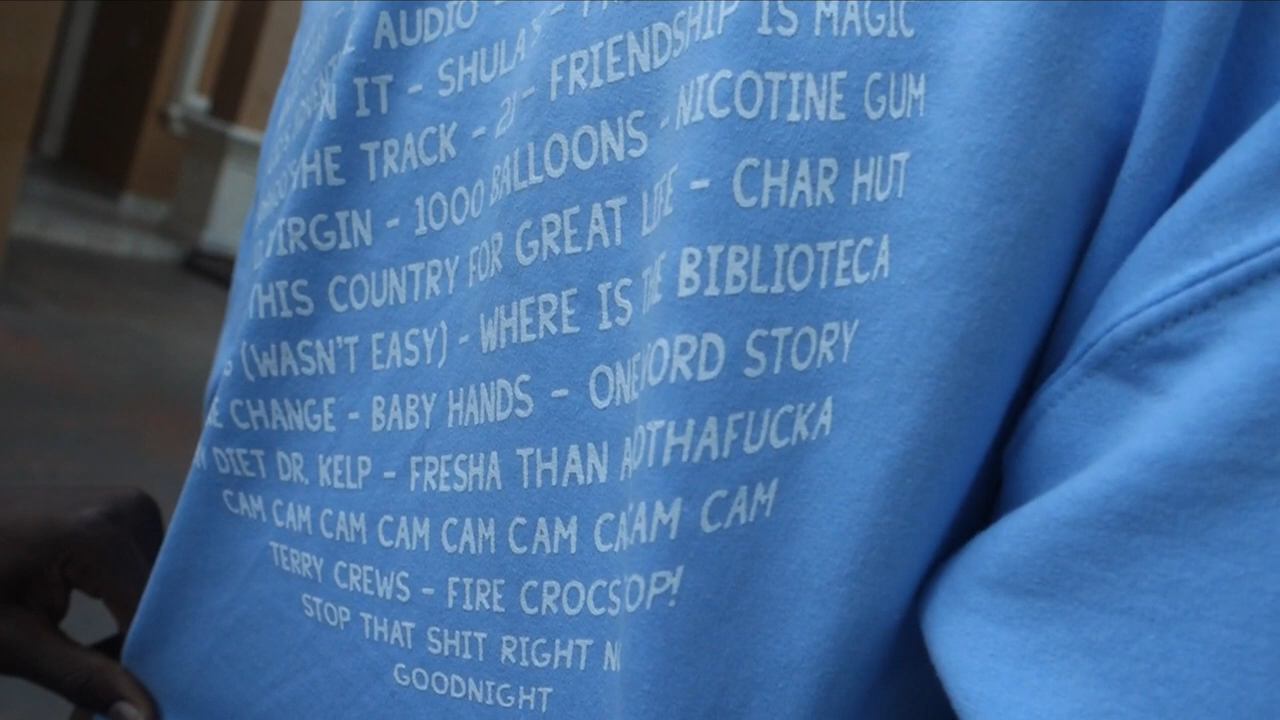 AUDIO -
IT - SHULA - FRIENDSHIP IS MAGIC
THE TRACK - 21 - NICOTINE GUM
VIRGIN - 1000 BALLOONS - CHAR HUT
THIS COUNTRY FOR GREAT LIFE - BIBLIOTECA
(WASN'T EASY) - WHERE IS THE
CHANGE - BABY HANDS - ONE WORD STORY
DIET DR. KELP - FRESHA THAN A OTHAFUCKA
CAM CAM CAM CAM CAM CAM CA AM CAM
TERRY CREWS - FIRE CROCS OP!
STOP THAT SHIT RIGHT N
GOODNIGHT